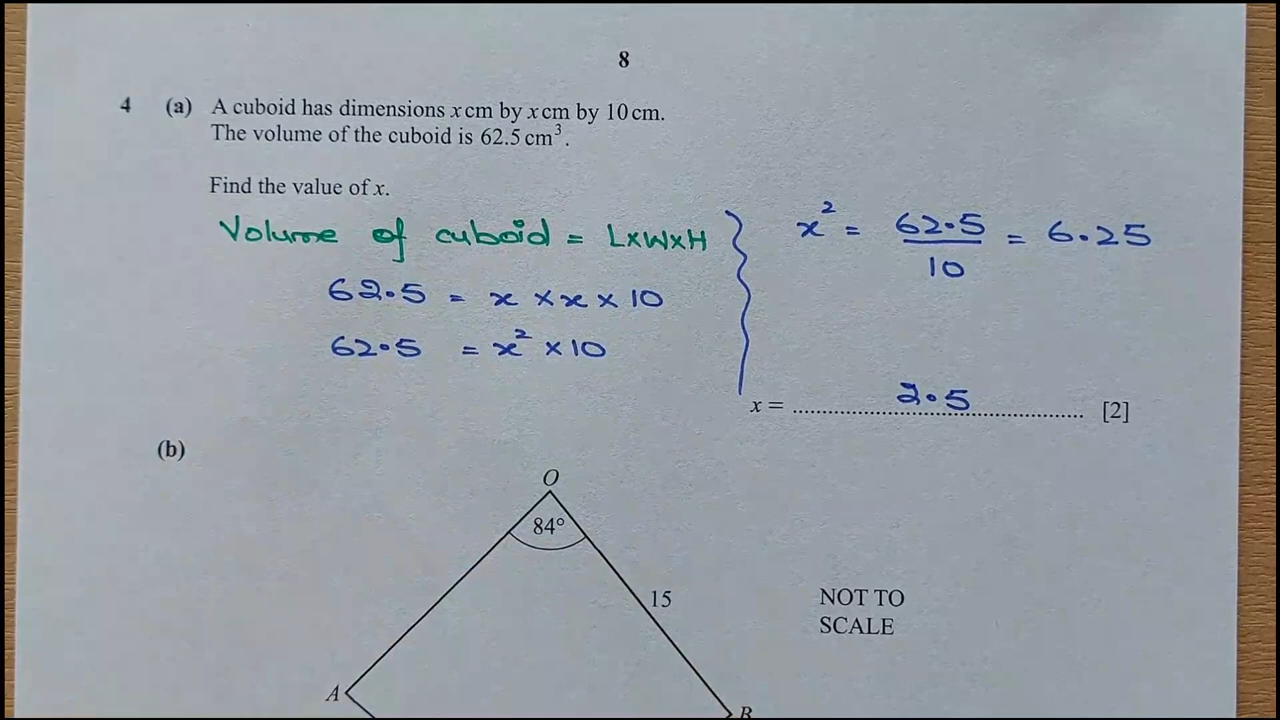 8
4 (a) A cuboid has dimensions x cm by x cm by 10 cm.
The volume of the cuboid is 62.5 cm³.
Find the value of x.
Volume of cuboid = L×W×H
62.5 = x × x × 10
62.5 = x² × 10
x² = 62.5/10 = 6.25
x = 2.5 [2]
(b)
O
84°
15
NOT TO
SCALE
A
B